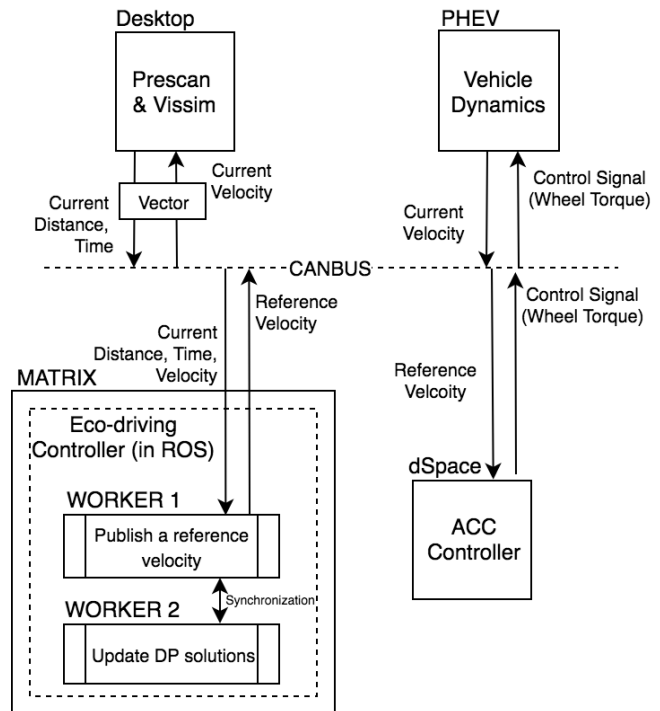 Desktop
Prescan
& Vissim
Current
Velocity
Vector
Current
Distance,
Time
PHEV
Vehicle
Dynamics
Control Signal
(Wheel Torque)
Current
Velocity
CANBUS
Reference
Velocity
Current
Distance, Time,
Velocity
Control Signal
(Wheel Torque)
Reference
Velcoity
MATRIX
Eco-driving
Controller (in ROS)
WORKER 1
Publish a reference
velocity
Synchronization
WORKER 2
Update DP solutions
dSpace
ACC
Controller